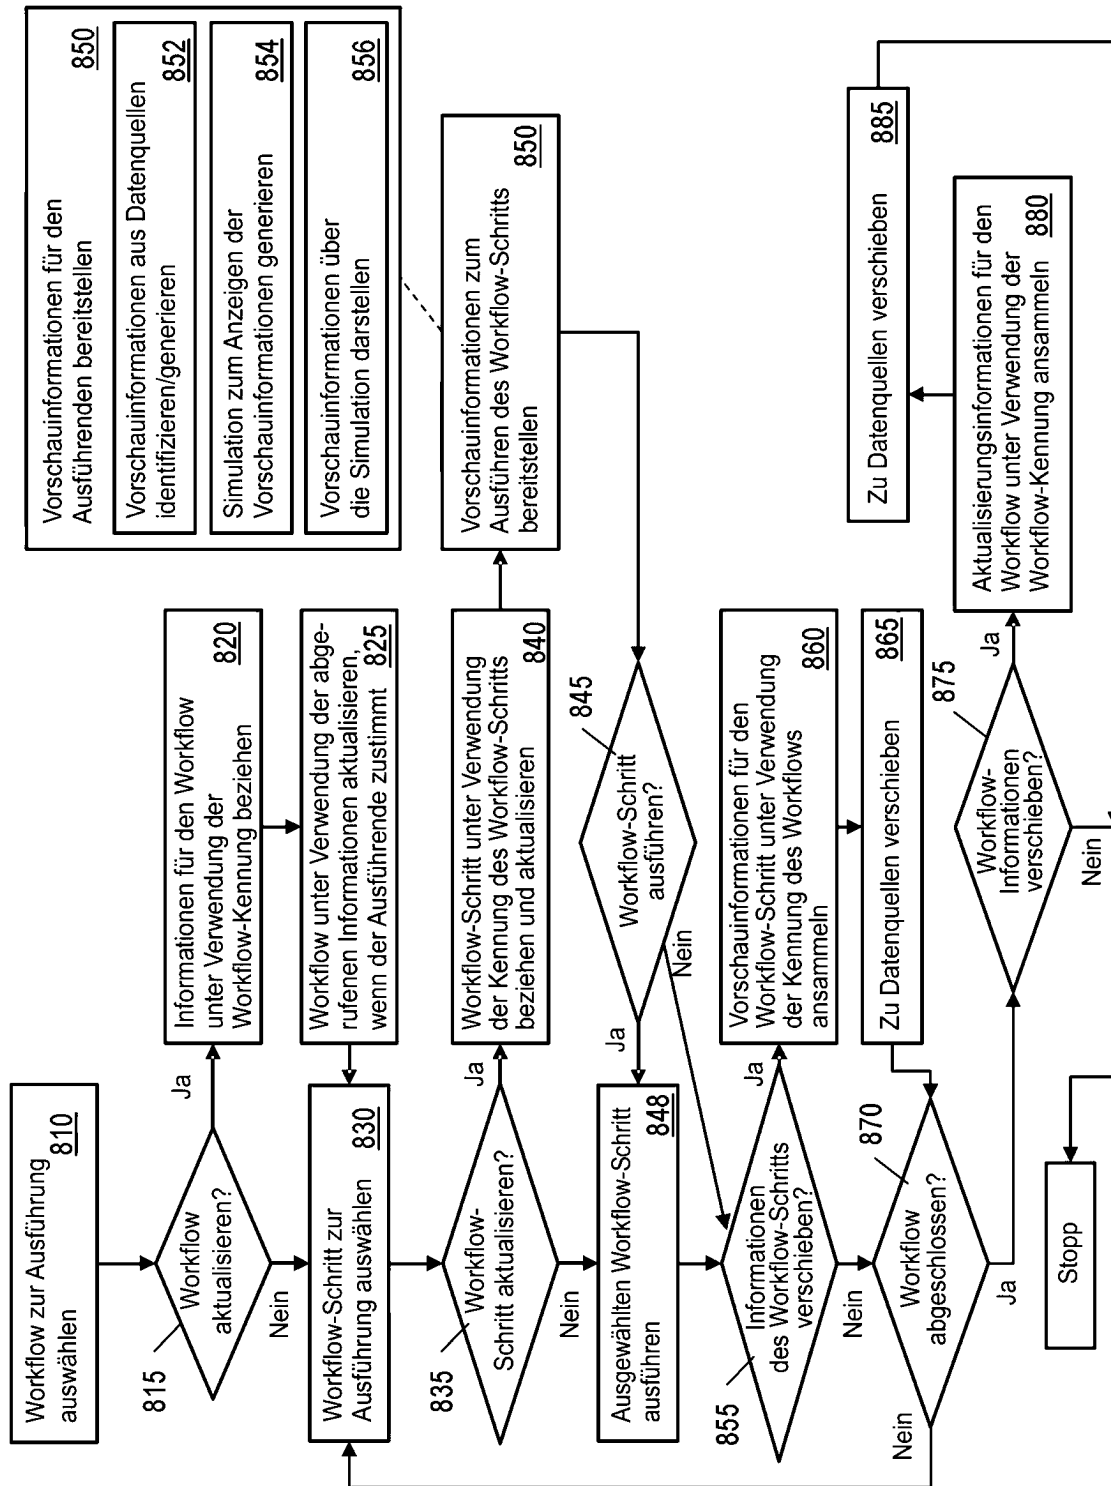 Workflow zur Ausführung
auswählen
810
815
Workflow
aktualisieren?
Ja
Nein
Informationen für den Workflow
unter Verwendung der
Workflow-Kennung beziehen
820
Workflow unter Verwendung der abge-
rufenen Informationen aktualisieren,
wenn der Ausführende zustimmt
825
Workflow-Schritt zur
Ausführung auswählen
830
835
Workflow-
Schritt aktualisieren?
Ja
Nein
Workflow-Schritt unter Verwendung
der Kennung des Workflow-Schritts
beziehen und aktualisieren
840
Vorschauinformationen zum
Ausführen des Workflow-Schritts
bereitstellen
850
Vorschauinformationen für den
Ausführenden bereitstellen
850
Vorschauinformationen aus Datenquellen
identifizieren/generieren
852
Simulation zum Anzeigen der
Vorschauinformationen generieren
854
Vorschauinformationen über
die Simulation darstellen
856
845
Workflow-Schritt
ausführen?
Ja
Nein
Ausgewählten Workflow-Schritt
ausführen
848
855
Informationen
des Workflow-Schritts
verschieben?
Ja
Nein
Vorschauinformationen für den
Workflow-Schritt unter Verwendung
der Kennung des Workflows
ansammeln
860
Zu Datenquellen verschieben
865
870
Workflow
abgeschlossen?
Nein
Ja
875
Workflow-
Informationen
verschieben?
Ja
Nein
Aktualisierungsinformationen für den
Workflow unter Verwendung der
Workflow-Kennung ansammeln
880
Zu Datenquellen verschieben
885
Stopp